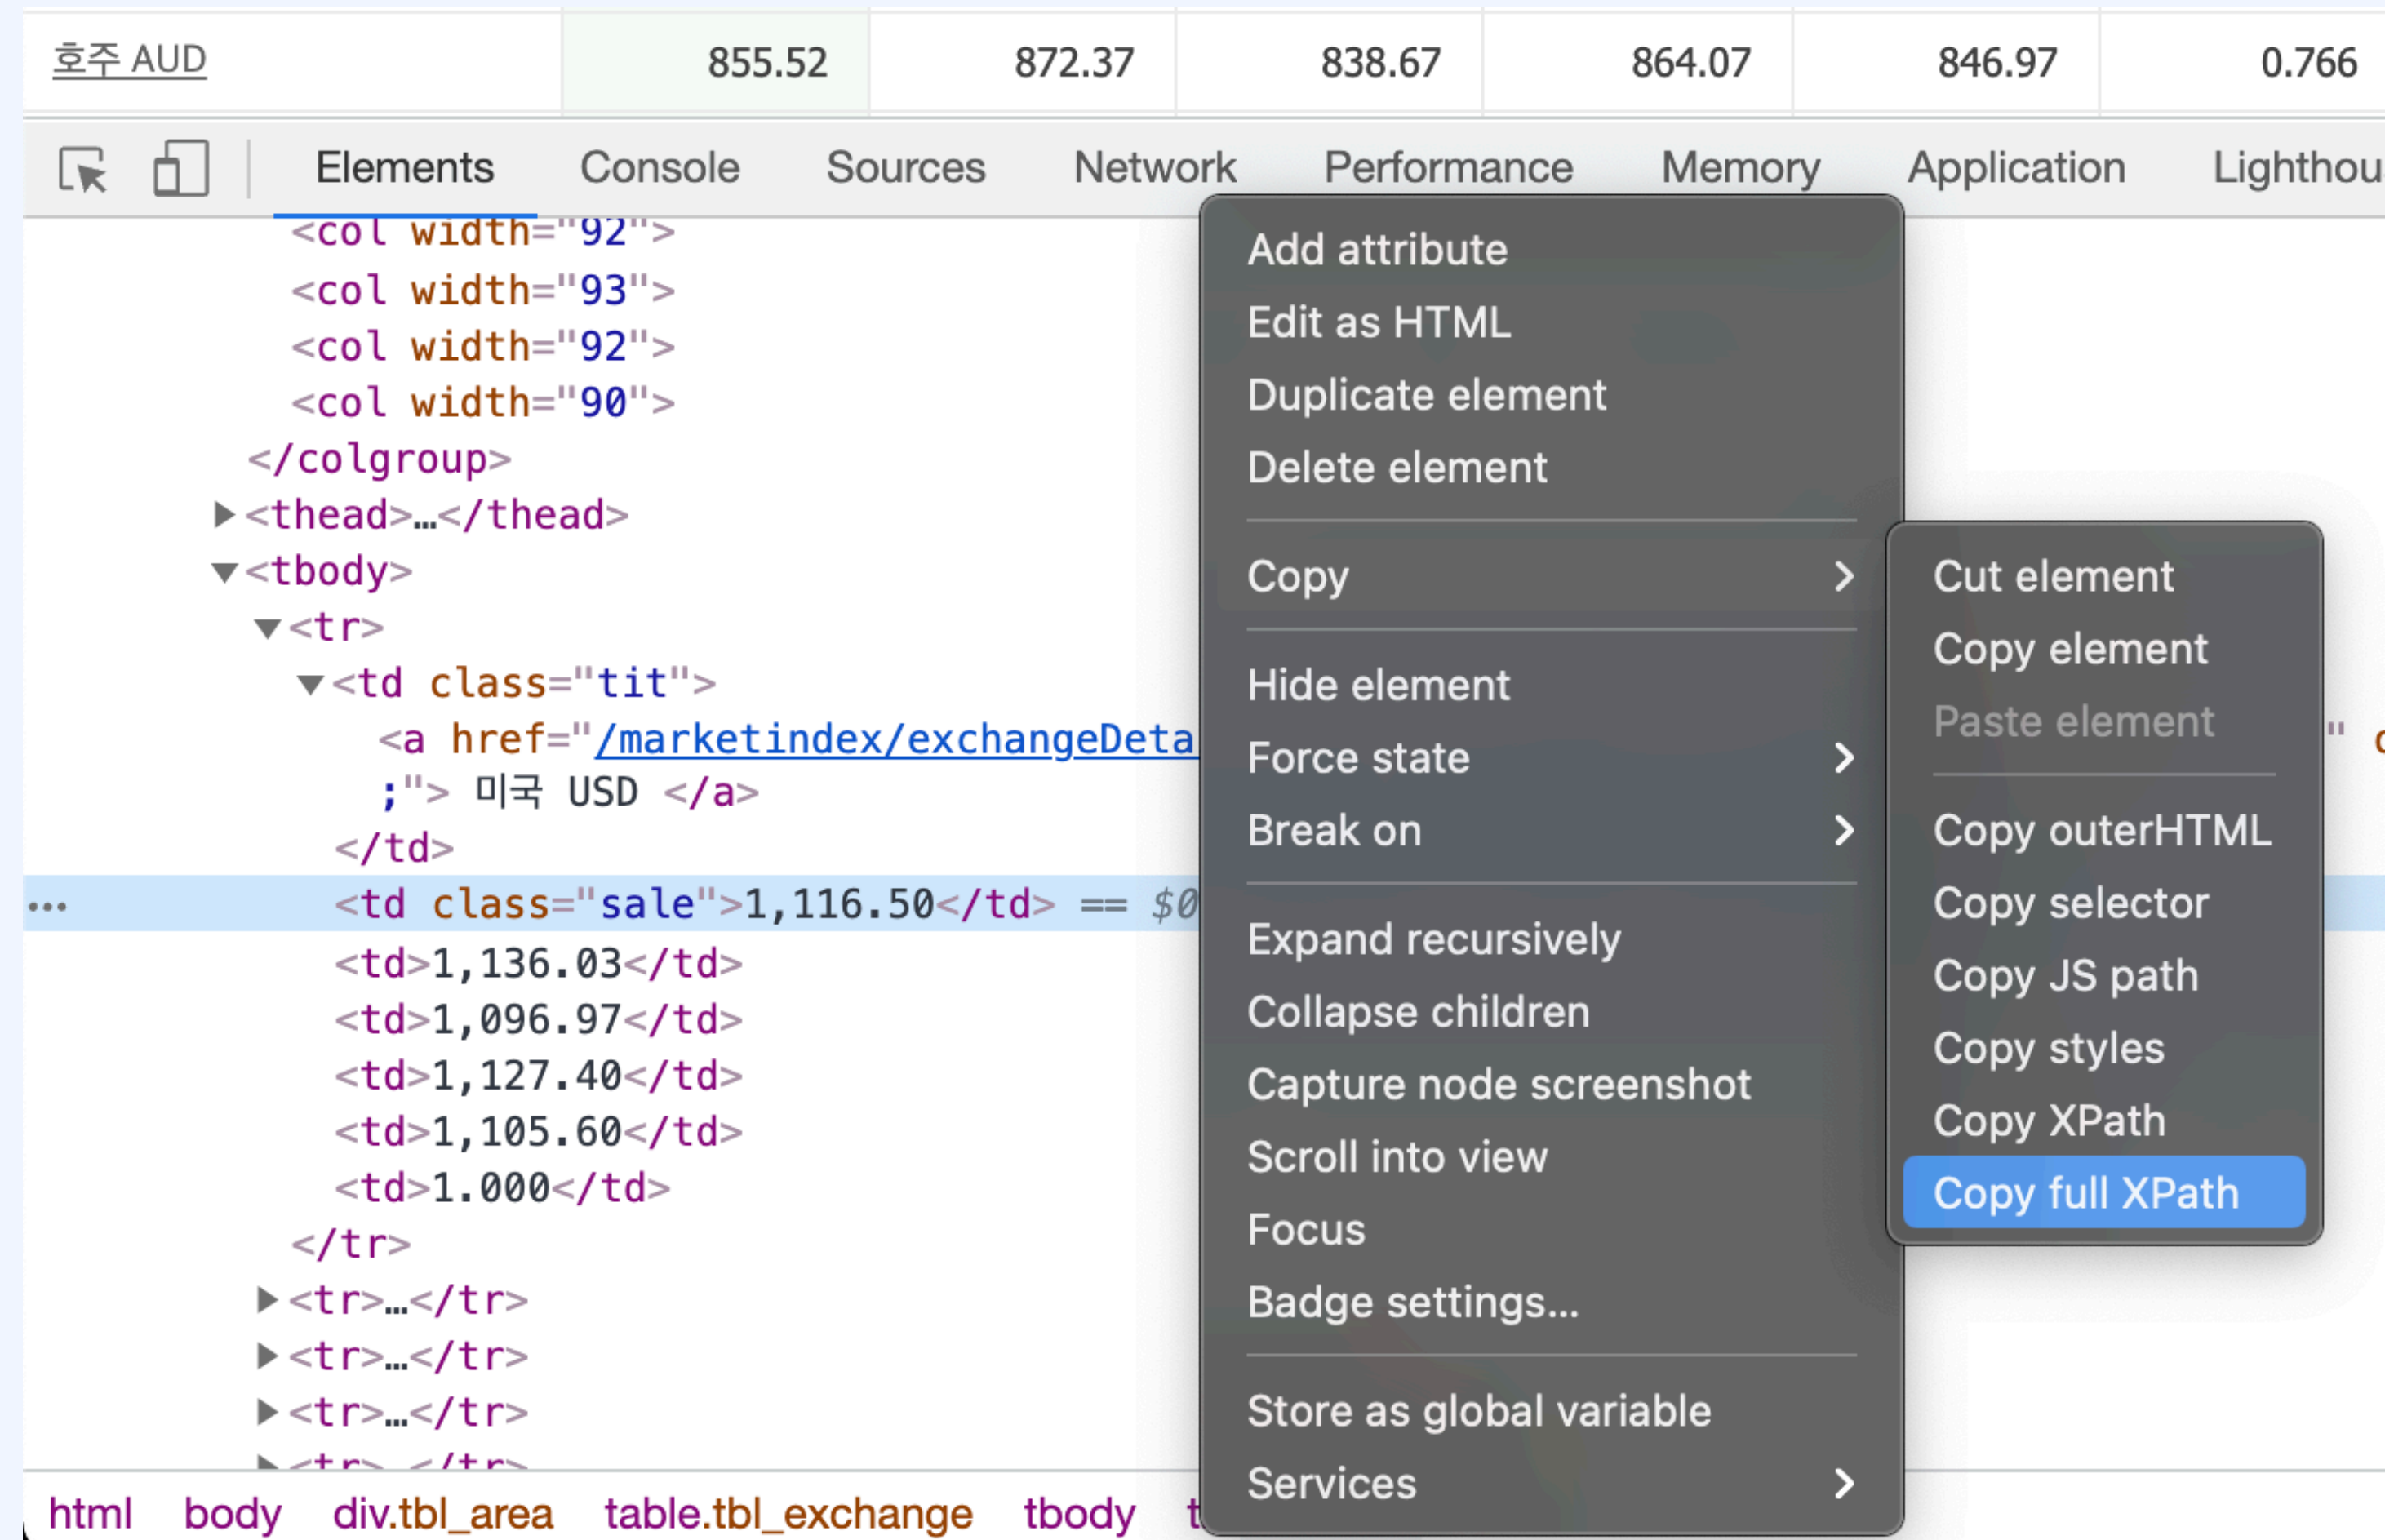 호주 AUD 855.52 872.37 838.67 864.07 846.97 0.766
Elements Console Sources Network Performance Memory Application Lighthou
<col width="92">
<col width="93">
<col width="92">
<col width="90">
</colgroup>
▶<thead>…</thead>
▼<tbody>
▼<tr>
▼<td class="tit">
<a href="/marketindex/exchangeDeta
;"> 미국 USD </a>
</td>
<td class="sale">1,116.50</td> == $0
<td>1,136.03</td>
<td>1,096.97</td>
<td>1,127.40</td>
<td>1,105.60</td>
<td>1.000</td>
</tr>
▶<tr>…</tr>
▶<tr>…</tr>
▶<tr>…</tr>
html body div.tbl_area table.tbl_exchange tbody t
Add attribute
Edit as HTML
Duplicate element
Delete element
Copy
Hide element
Force state
Break on
Expand recursively
Collapse children
Capture node screenshot
Scroll into view
Focus
Badge settings...
Store as global variable
Services
Cut element
Copy element
Paste element
Copy outerHTML
Copy selector
Copy JS path
Copy styles
Copy XPath
Copy full XPath